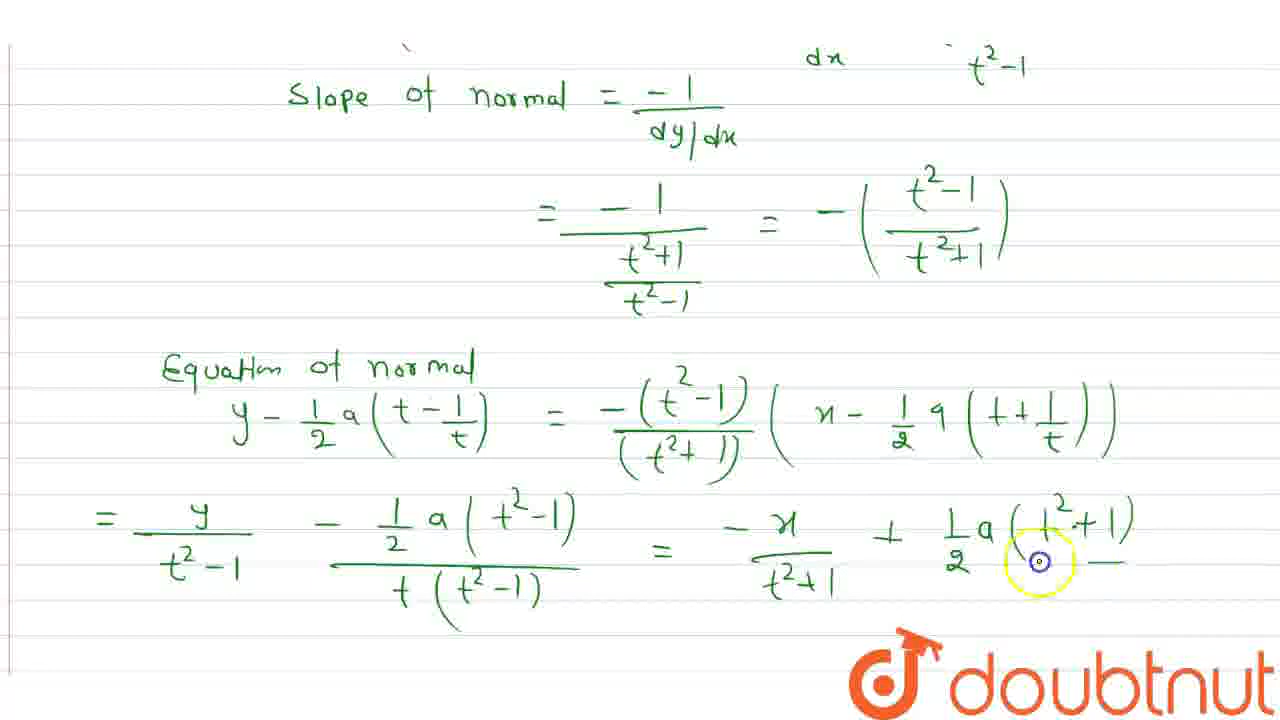 dx t²-1
Slope of normal = -1 / dy/dx
= -1 / ((t²+1)/(t²-1)) = -((t²-1)/(t²+1))
Equation of normal
y - 1/2 a (t - 1/t) = -(t²-1)/(t²+1) (x - 1/2 a (t + 1/t))
= y/(t²-1) - 1/2 a (t²-1)/(t(t²-1)) = -x/(t²+1) + 1/2 a (t²+1)
doubtnut